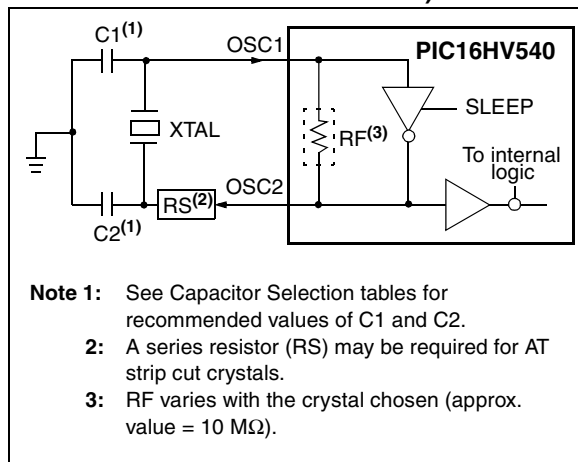 C1(1)
OSC1
PIC16HV540
SLEEP
XTAL
RF(3)
To internal
logic
OSC2
RS(2)
C2(1)
Note 1: See Capacitor Selection tables for
recommended values of C1 and C2.
2: A series resistor (RS) may be required for AT
strip cut crystals.
3: RF varies with the crystal chosen (approx.
value = 10 MΩ).